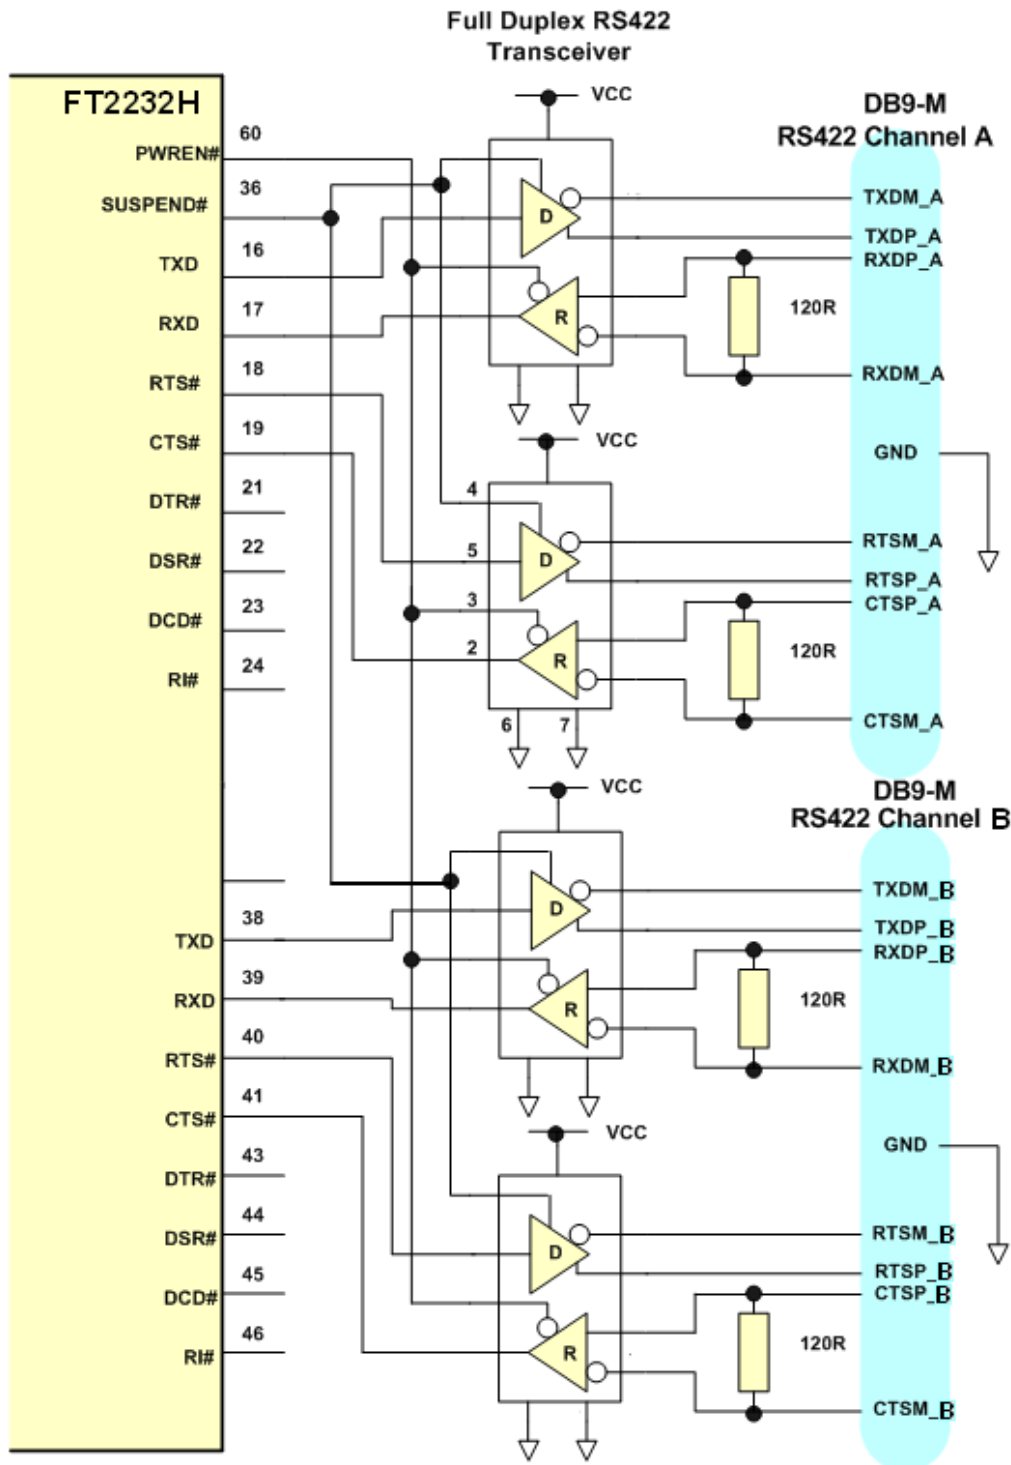 Full Duplex RS422
Transceiver
FT2232H
VCC
DB9-M
RS422 Channel A
60
PWREN#
36
SUSPEND#
D
TXDM_A
TXDP_A
16
TXD
RXDP_A
17
RXD
R
120R
18
RTS#
RXDM_A
19
CTS#
VCC
GND
21
DTR#
4
22
DSR#
5
D
RTSM_A
RTSP_A
23
DCD#
3
CTSP_A
24
RI#
2
R
120R
6
7
CTSM_A
VCC
DB9-M
RS422 Channel B
38
TXD
D
TXDM_B
TXDP_B
RXDP_B
39
RXD
R
120R
40
RTS#
RXDM_B
41
CTS#
VCC
GND
43
DTR#
44
DSR#
D
RTSM_B
RTSP_B
45
DCD#
CTSP_B
46
RI#
R
120R
CTSM_B